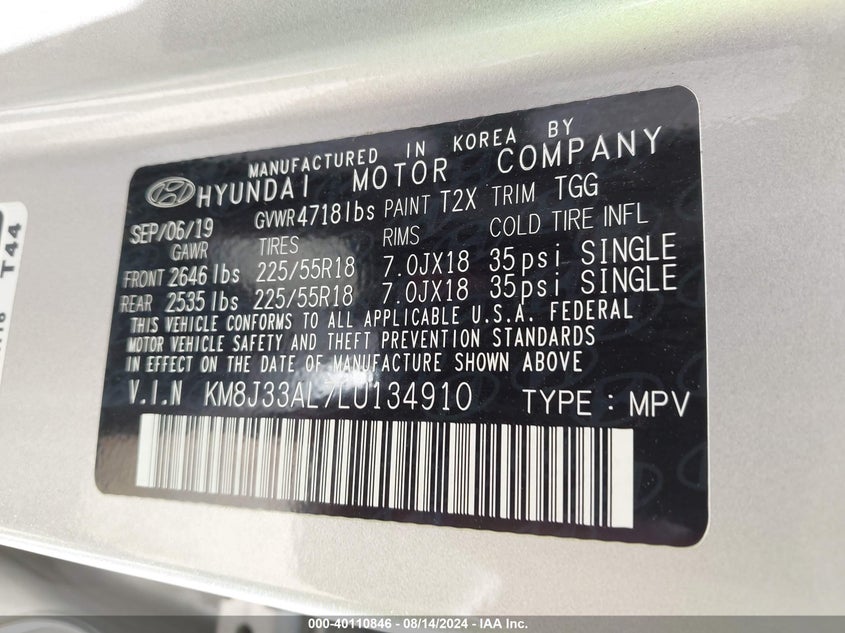 MANUFACTURED IN KOREA BY
HYUNDAI MOTOR COMPANY
SEP/06/19 GVWR 4718lbs PAINT T2X TRIM TGG
GAWR TIRES RIMS COLD TIRE INFL
FRONT 2646 lbs 225/55R18 7.0JX18 35psi SINGLE
REAR 2535 lbs 225/55R18 7.0JX18 35psi SINGLE
THIS VEHICLE CONFORMS TO ALL APPLICABLE U.S.A. FEDERAL
MOTOR VEHICLE SAFETY AND THEFT PREVENTION STANDARDS
IN EFFECT ON THE DATE OF MANUFACTURE SHOWN ABOVE
V.I.N KM8J33AL7LU134910 TYPE : MPV
T44
000-40110846 - 08/14/2024 - IAA Inc.